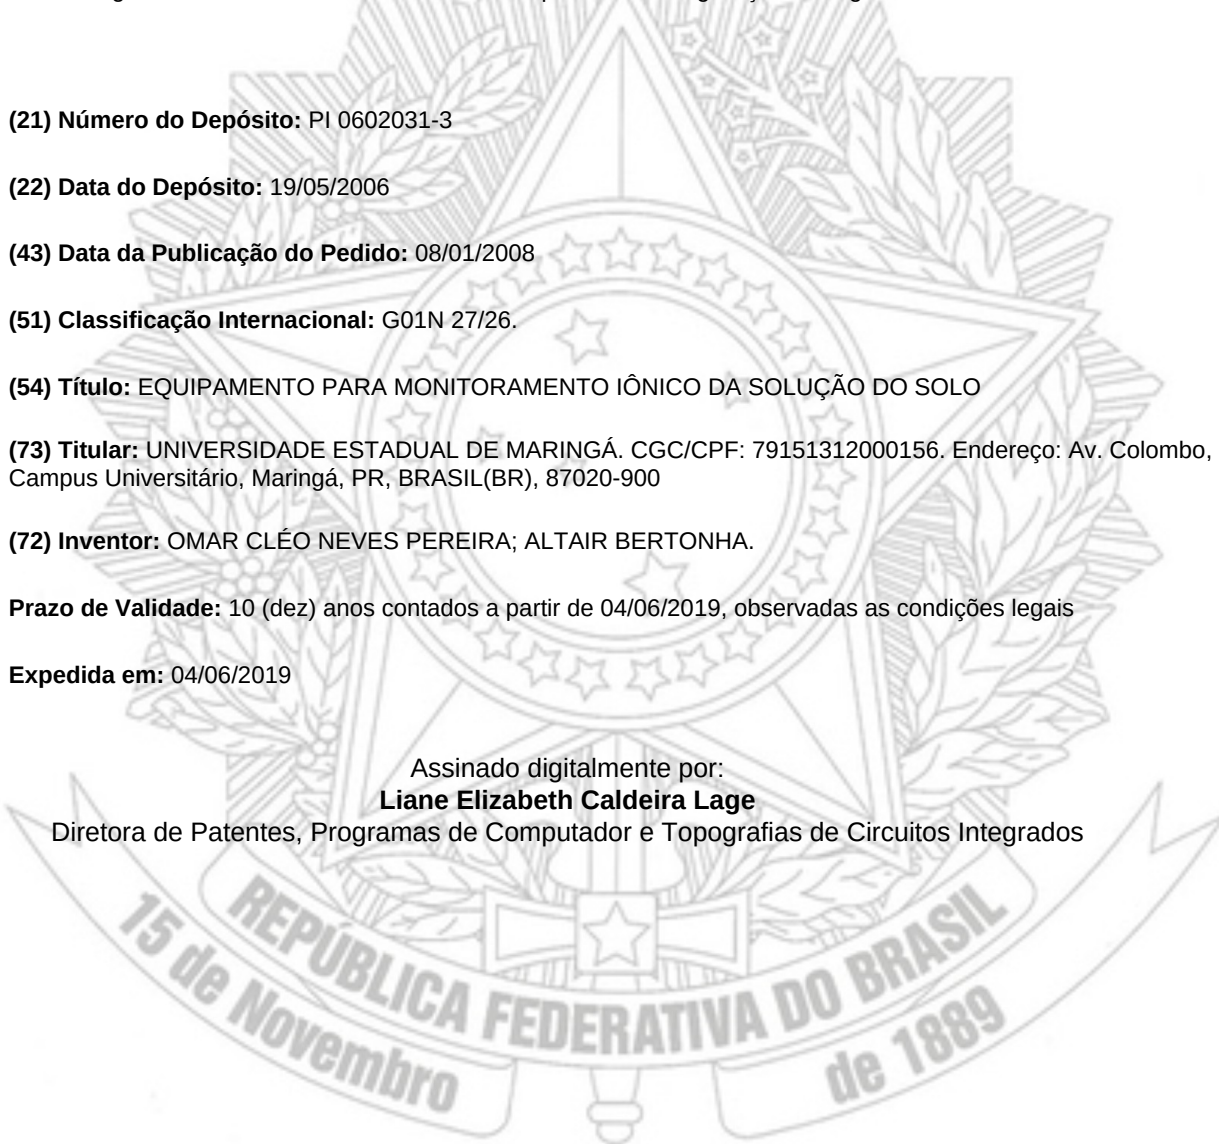 (21) Número do Depósito: PI 0602031-3
(22) Data do Depósito: 19/05/2006
(43) Data da Publicação do Pedido: 08/01/2008
(51) Classificação Internacional: G01N 27/26.
(54) Título: EQUIPAMENTO PARA MONITORAMENTO IÔNICO DA SOLUÇÃO DO SOLO
(73) Titular: UNIVERSIDADE ESTADUAL DE MARINGÁ. CGC/CPF: 79151312000156. Endereço: Av. Colombo,
Campus Universitário, Maringá, PR, BRASIL(BR), 87020-900
(72) Inventor: OMAR CLÉO NEVES PEREIRA; ALTAIR BERTONHA.
Prazo de Validade: 10 (dez) anos contados a partir de 04/06/2019, observadas as condições legais
Expedida em: 04/06/2019
Assinado digitalmente por:
Liane Elizabeth Caldeira Lage
Diretora de Patentes, Programas de Computador e Topografias de Circuitos Integrados
REPÚBLICA FEDERATIVA DO BRASIL
15 de Novembro de 1889